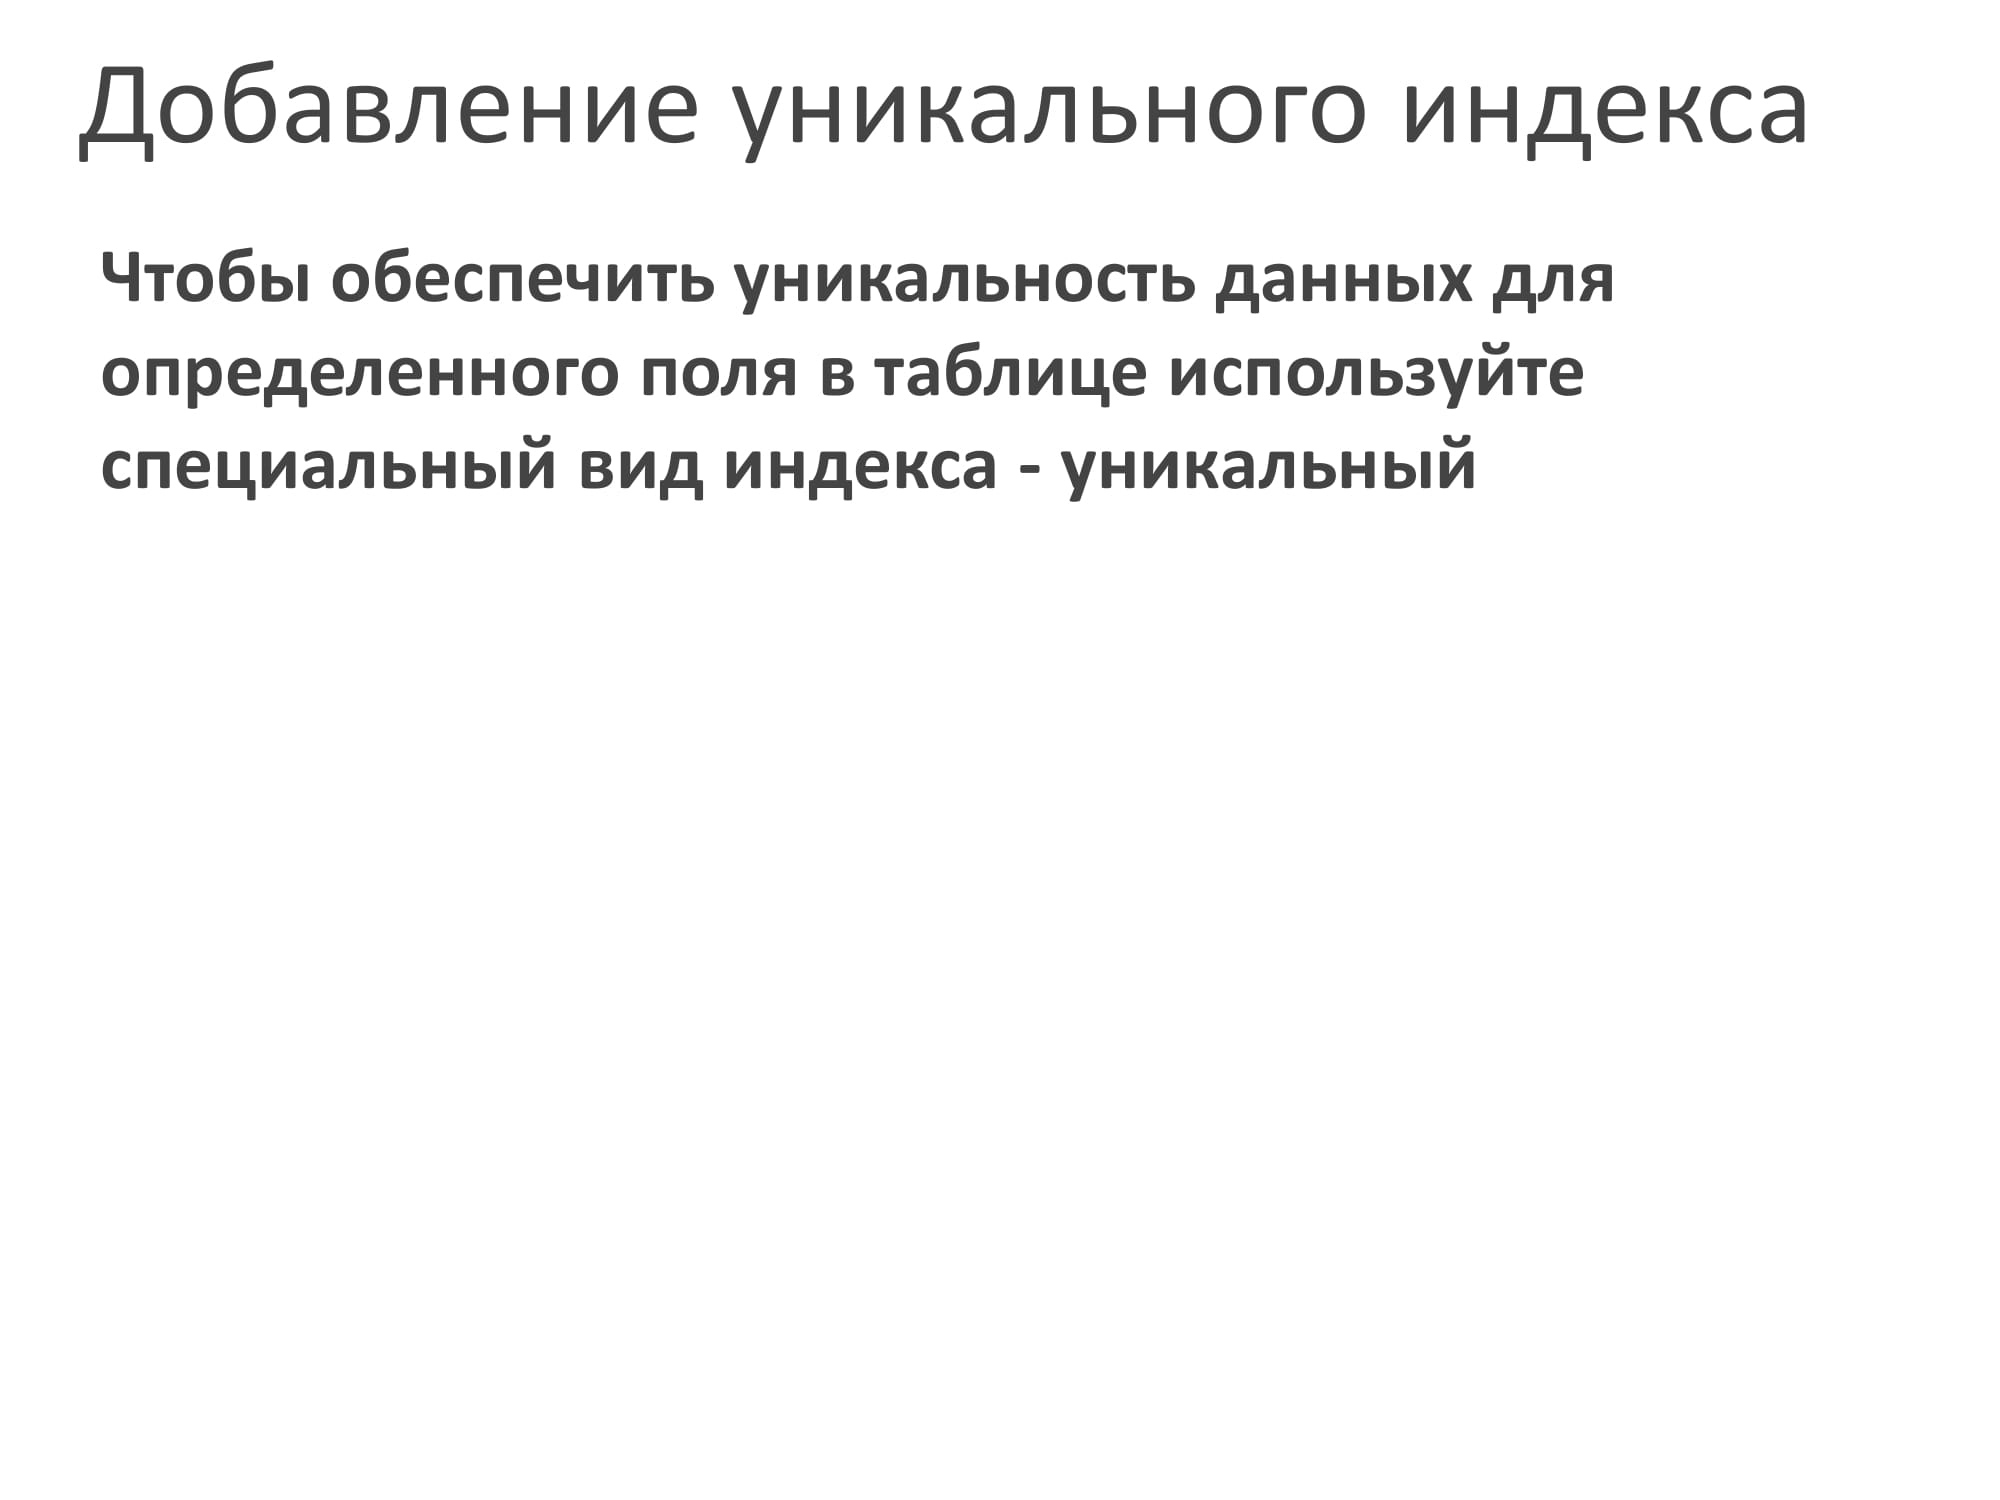 Добавление уникального индекса
Чтобы обеспечить уникальность данных для
определенного поля в таблице используйте
специальный вид индекса - уникальный